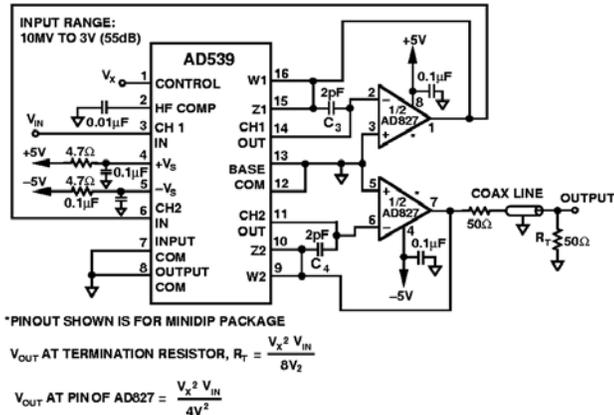 INPUT RANGE:
10MV TO 3V (55dB)
AD539
VX
1
CONTROL
2
HF COMP
0.01µF
VIN
3
CH 1
IN
+5V
4.7Ω
4
+VS
0.1µF
–5V
4.7Ω
5
–VS
0.1µF
6
CH2
IN
7
INPUT
COM
8
OUTPUT
COM
W1
16
Z1
15
CH1
14
OUT
BASE
13
COM
12
CH2
11
OUT
Z2
10
W2
9
2pF
C3
2pF
C4
+5V
0.1µF
2
–
8
1/2
AD827
*
1
3
+
5
+
1/2
AD827
7
6
–
4
0.1µF
–5V
50Ω
COAX LINE
OUTPUT
RT
50Ω
*PINOUT SHOWN IS FOR MINIDIP PACKAGE
VOUT AT TERMINATION RESISTOR, RT = VX² VIN
8V2
VOUT AT PIN OF AD827 = VX² VIN
4V²